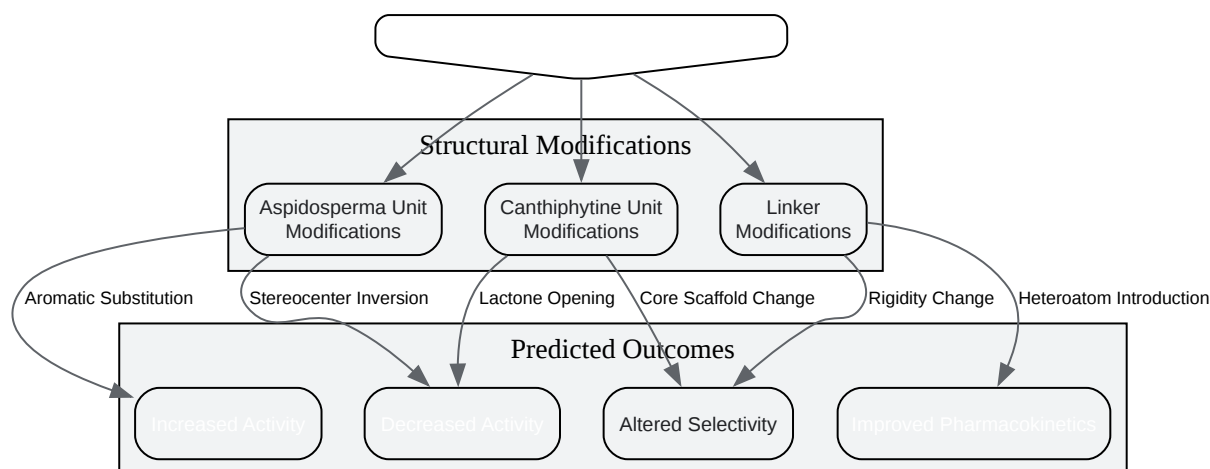 Structural Modifications
Aspidosperma Unit
Modifications
Canthiphytine Unit
Modifications
Linker
Modifications
Aromatic Substitution
Stereocenter Inversion
Lactone Opening
Core Scaffold Change
Rigidity Change
Heteroatom Introduction
Predicted Outcomes
Increased Activity
Decreased Activity
Altered Selectivity
Improved Pharmacokinetics